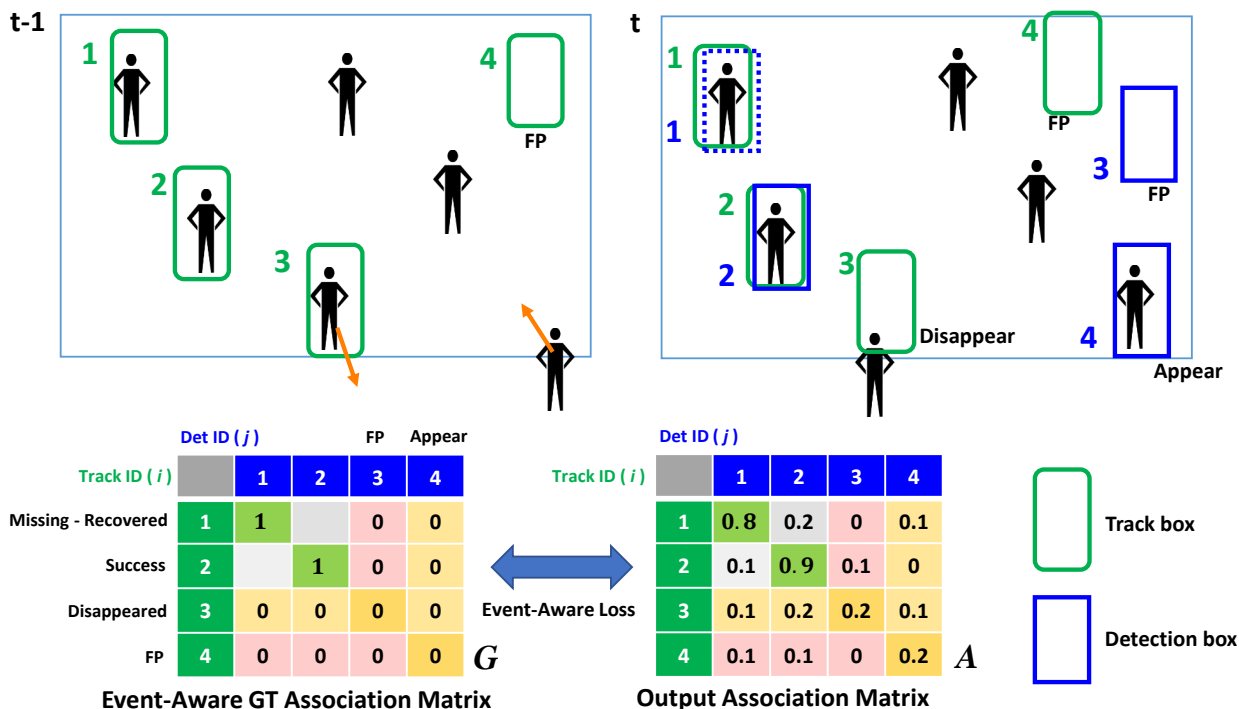 t-1
1
4
FP
2
3
t
1
4
1
FP
3
FP
2
2
3
Disappear
4
Appear
Det ID ( j )
FP
Appear
Track ID ( i )
1 2 3 4
Missing - Recovered 1 1 0 0
Success 2 1 0 0
Disappeared 3 0 0 0 0
FP 4 0 0 0 0
G
Event-Aware GT Association Matrix
Event-Aware Loss
Det ID ( j )
Track ID ( i )
1 2 3 4
1 0.8 0.2 0 0.1
2 0.1 0.9 0.1 0
3 0.1 0.2 0.2 0.1
4 0.1 0.1 0 0.2
A
Output Association Matrix
Track box
Detection box